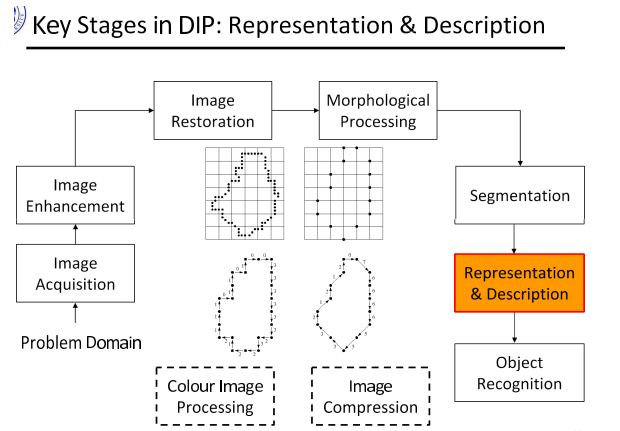 Key Stages in DIP: Representation & Description
Image
Restoration
Morphological
Processing
Image
Enhancement
Segmentation
Image
Acquisition
Representation
& Description
Problem Domain
Object
Recognition
Colour Image
Processing
Image
Compression